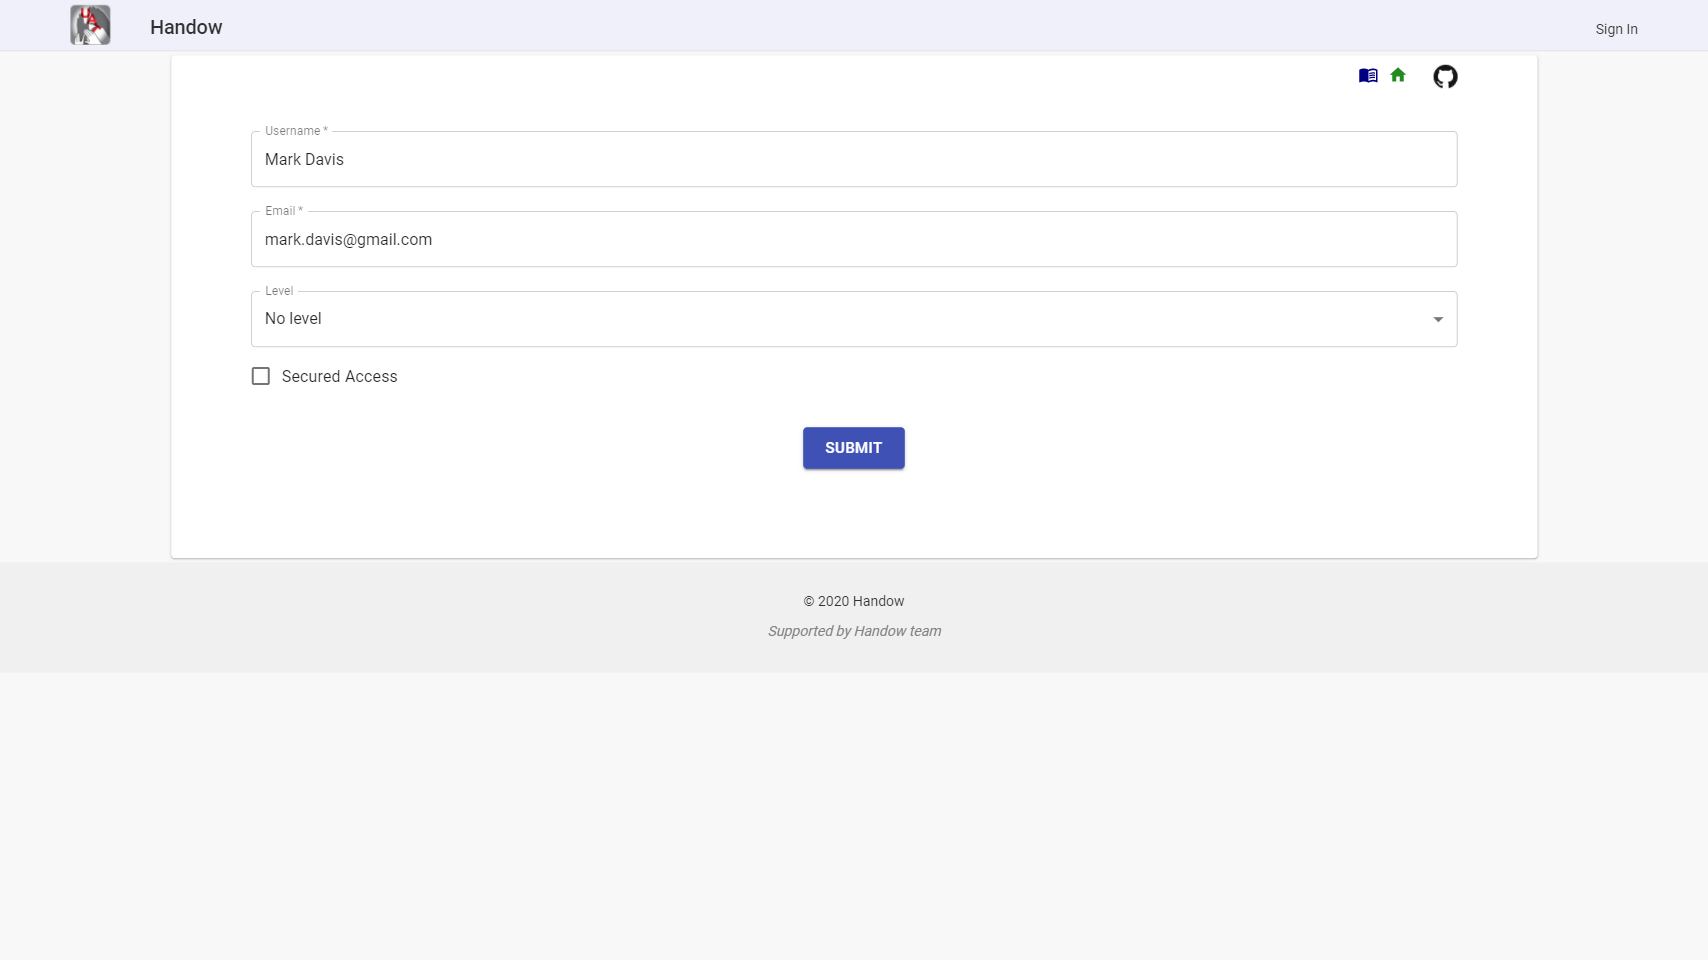 Handow
Sign In
Username *
Mark Davis
Email *
mark.davis@gmail.com
Level
No level
Secured Access
SUBMIT
© 2020 Handow
Supported by Handow team